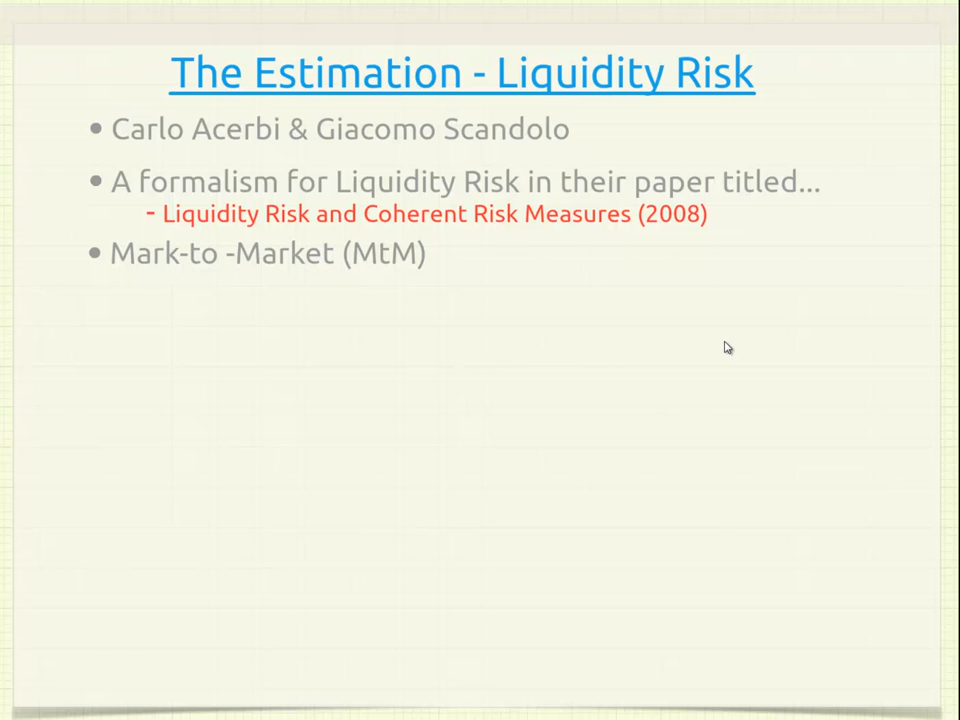 The Estimation - Liquidity Risk
• Carlo Acerbi & Giacomo Scandolo
• A formalism for Liquidity Risk in their paper titled...
- Liquidity Risk and Coherent Risk Measures (2008)
• Mark-to -Market (MtM)